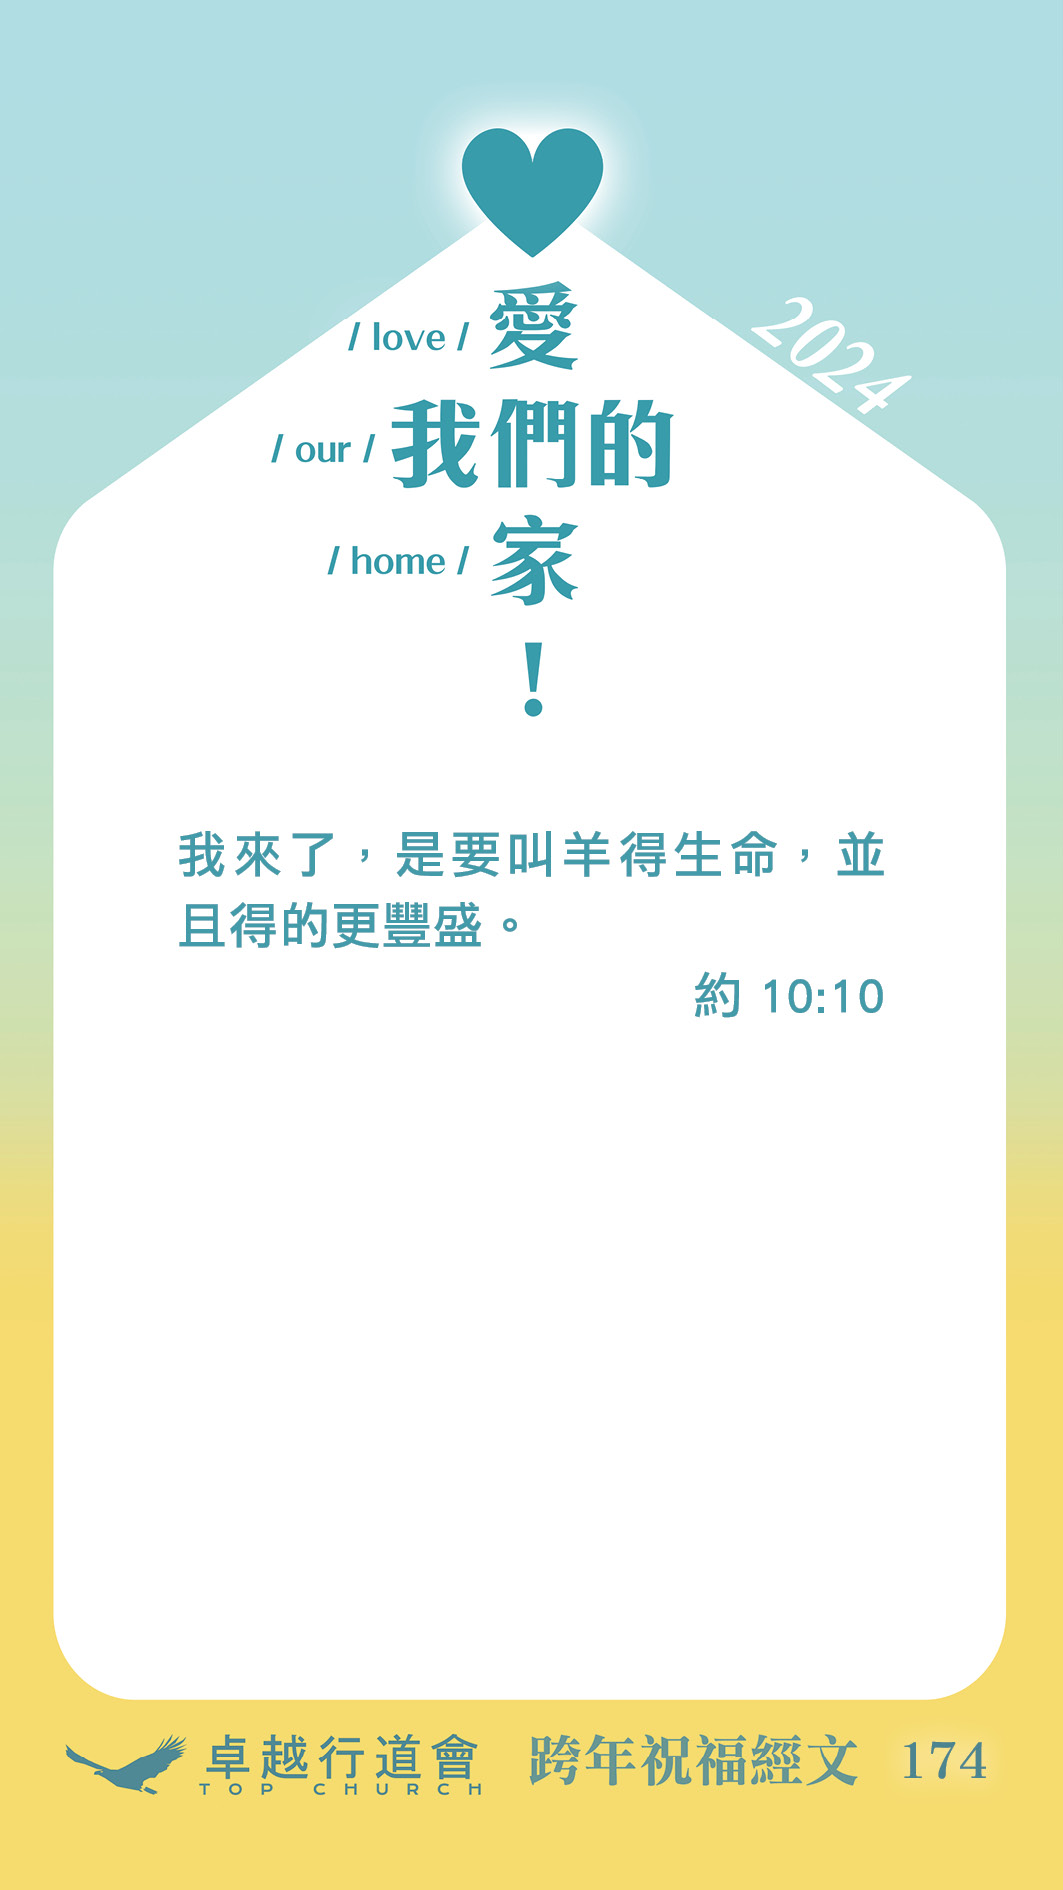 2024
/ love / 愛
/ our / 我們的
/ home / 家
!
我來了，是要叫羊得生命，並
且得的更豐盛。
約 10:10
卓越行道會
TOP CHURCH
跨年祝福經文 174